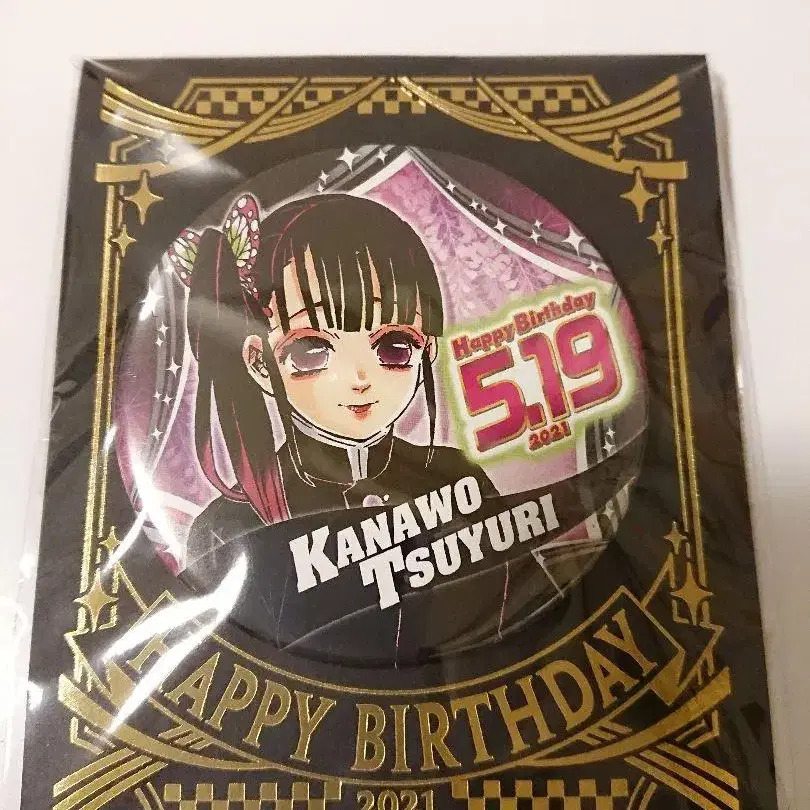 Happy Birthday
5.19
2021
KANAWO
TSUYURI
HAPPY BIRTHDAY
2021